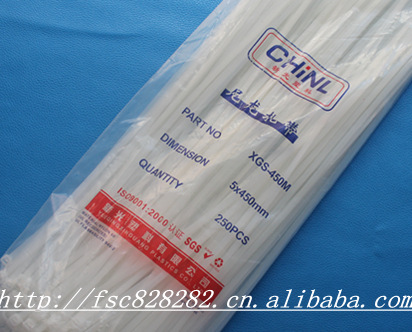 CHINL
尼龙扎带
PART NO XGS-450M
DIMENSION 5x450mm
QUANTITY 250PCS
ISO9001:2000认证 SGS
http://fsc828282.cn.alibaba.com